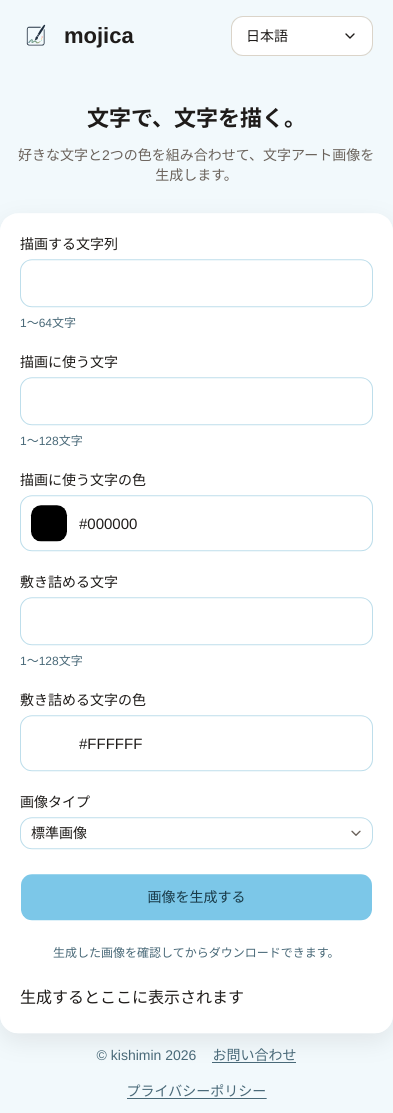 mojica
日本語
文字で、文字を描く。
好きな文字と2つの色を組み合わせて、文字アート画像を
生成します。
描画する文字列
1〜64文字
描画に使う文字
1〜128文字
描画に使う文字の色
#000000
敷き詰める文字
1〜128文字
敷き詰める文字の色
#FFFFFF
画像タイプ
標準画像
画像を生成する
生成した画像を確認してからダウンロードできます。
生成するとここに表示されます
© kishimin 2026 お問い合わせ
プライバシーポリシー